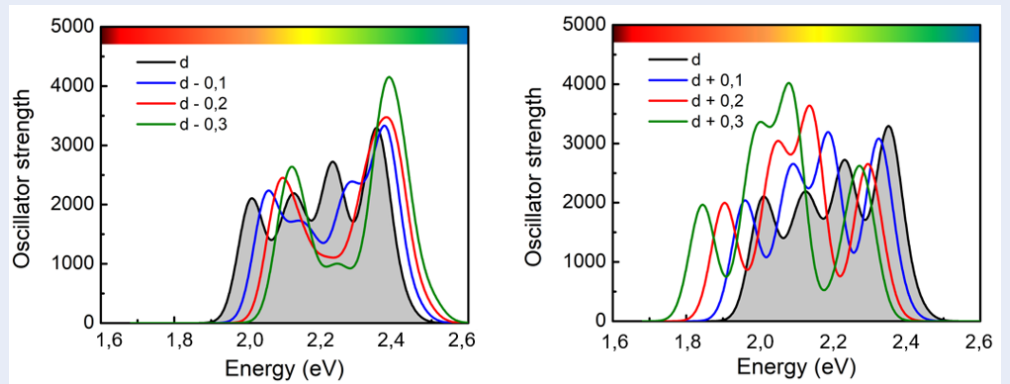 5000
4000
3000
2000
1000
0
Oscillator strength
d
d - 0,1
d - 0,2
d - 0,3
1,6
1,8
2,0
2,2
2,4
2,6
Energy (eV)
5000
4000
3000
2000
1000
0
Oscillator strength
d
d + 0,1
d + 0,2
d + 0,3
1,6
1,8
2,0
2,2
2,4
2,6
Energy (eV)